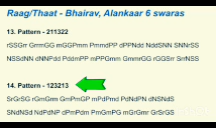 Raag/Thaat - Bhairav, Alankaar 6 swaras
13. Pattern - 211322
rSSGrr GrrmGG mGGPmm PmmdPP dPPNdd NddSNN SNNrSS
NSSdNN dNNPdd PddmPP mPPGmm GmmrGG rGGSrr SrrNSS
14. Pattern - 123213
SrGrSG rGmGrm GmPmGP mPdPmd PdNdPN dNSNdS
SNdNSd NdPdNP dPmPdm PmGmPG mGrGmr GrSrGS